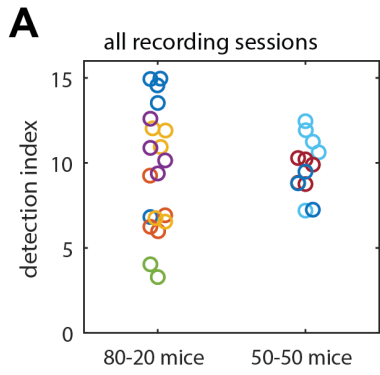 A
all recording sessions
detection index
15
10
5
0
80-20 mice 50-50 mice